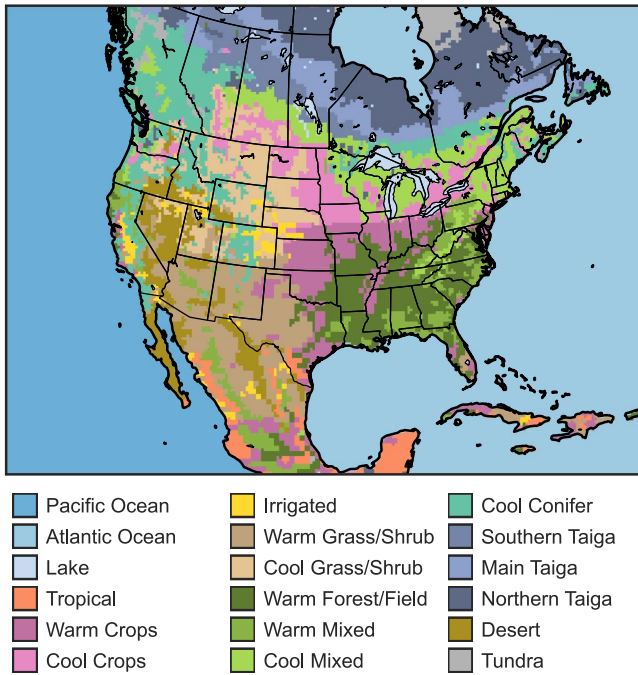 Pacific Ocean
Atlantic Ocean
Lake
Tropical
Warm Crops
Cool Crops
Irrigated
Warm Grass/Shrub
Cool Grass/Shrub
Warm Forest/Field
Warm Mixed
Cool Mixed
Cool Conifer
Southern Taiga
Main Taiga
Northern Taiga
Desert
Tundra